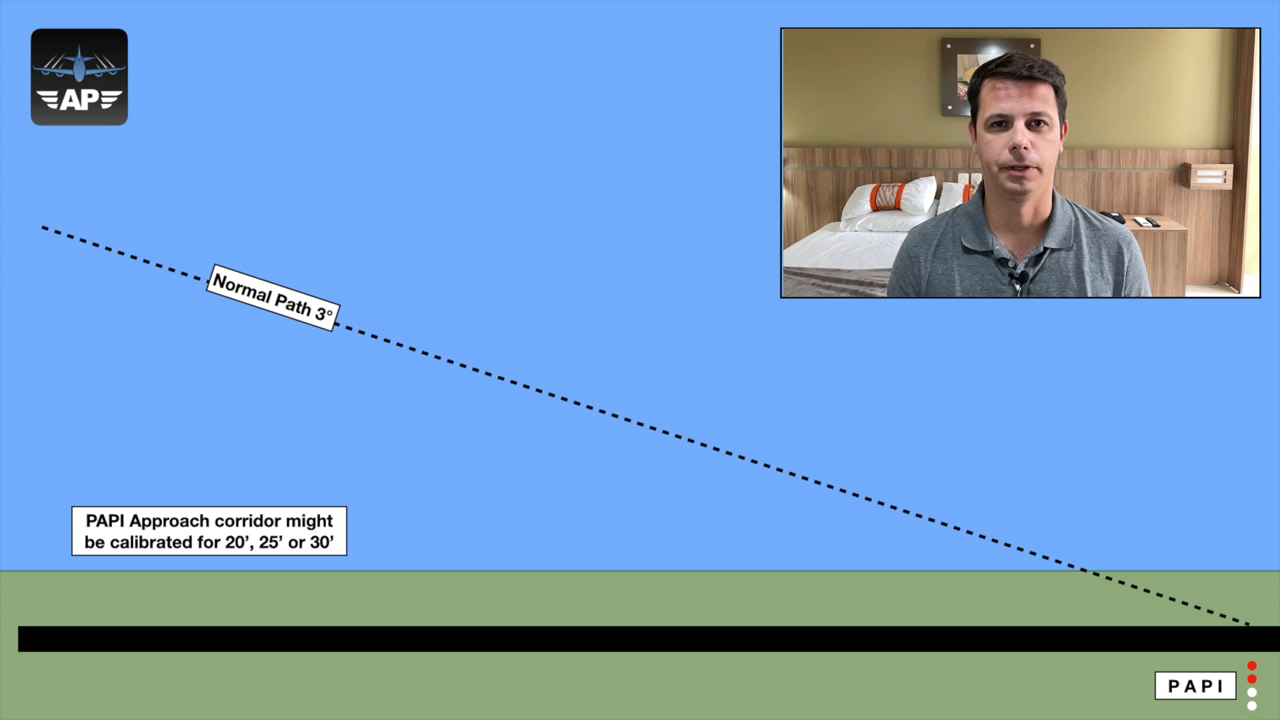 AP
Normal Path 3°
PAPI Approach corridor might
be calibrated for 20’, 25’ or 30’
PAPI